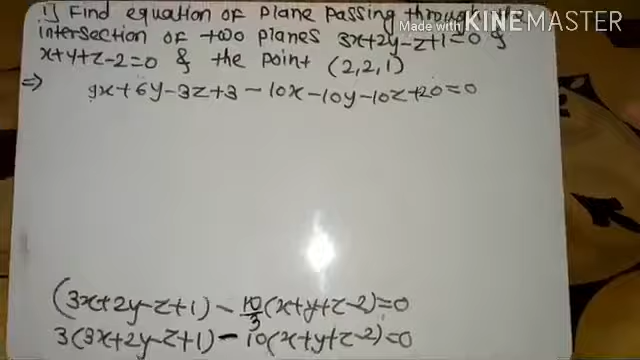 1) Find equation of plane passing through the
intersection of two planes 3x+2y-z+1=0 &
x+y+z-2=0 & the point (2,2,1)
⇒ 9x+6y-3z+3-10x-10y-10z+20=0
(3x+2y-z+1) - 10/3 (x+y+z-2)=0
3(3x+2y-z+1) - 10(x+y+z-2)=0
Made with KINEMASTER